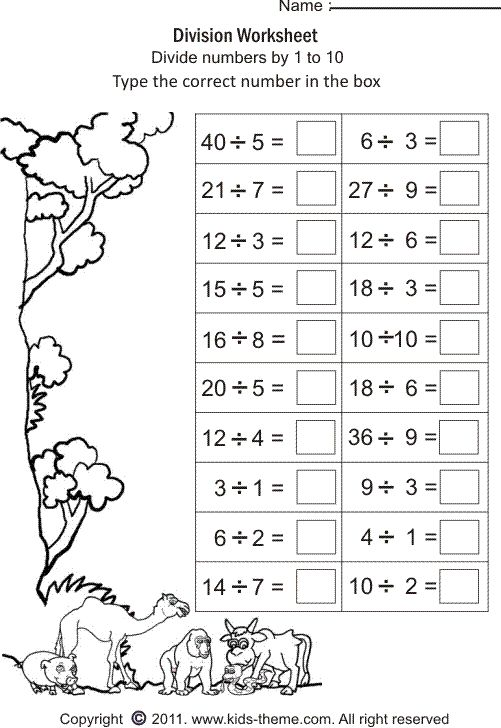 Name :
Division Worksheet
Divide numbers by 1 to 10
Type the correct number in the box
40 ÷ 5 = 6 ÷ 3 =
21 ÷ 7 = 27 ÷ 9 =
12 ÷ 3 = 12 ÷ 6 =
15 ÷ 5 = 18 ÷ 3 =
16 ÷ 8 = 10 ÷ 10 =
20 ÷ 5 = 18 ÷ 6 =
12 ÷ 4 = 36 ÷ 9 =
3 ÷ 1 = 9 ÷ 3 =
6 ÷ 2 = 4 ÷ 1 =
14 ÷ 7 = 10 ÷ 2 =
Copyright © 2011. www.kids-theme.com. All right reserved